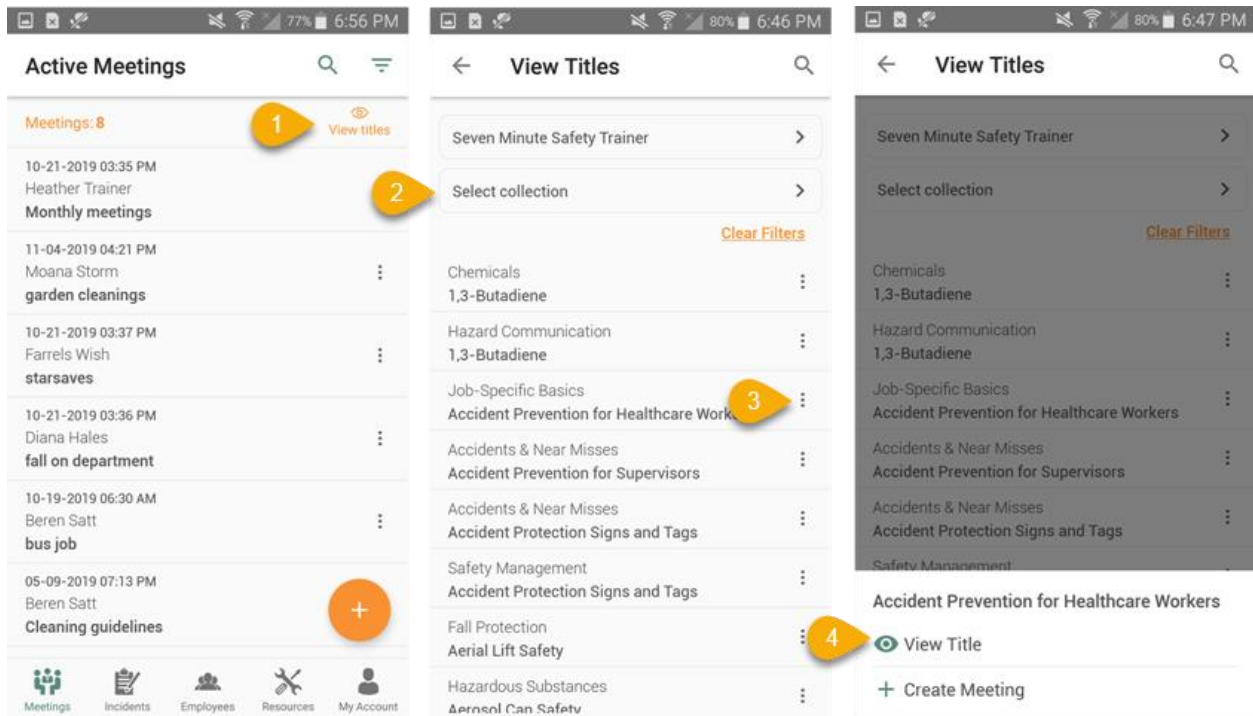 77% 6:56 PM
Active Meetings
Meetings: 8
1
View titles
10-21-2019 03:35 PM
Heather Trainer
Monthly meetings
11-04-2019 04:21 PM
Moana Storm
garden cleanings
10-21-2019 03:37 PM
Farrels Wish
starsaves
10-21-2019 03:36 PM
Diana Hales
fall on department
10-19-2019 06:30 AM
Beren Satt
bus job
05-09-2019 07:13 PM
Beren Satt
Cleaning guidelines
+
Meetings Incidents Employees Resources My Account
80% 6:46 PM
View Titles
Seven Minute Safety Trainer
2
Select collection
Clear Filters
Chemicals
1,3-Butadiene
Hazard Communication
1,3-Butadiene
Job-Specific Basics
Accident Prevention for Healthcare Work
3
Accidents & Near Misses
Accident Prevention for Supervisors
Accidents & Near Misses
Accident Protection Signs and Tags
Safety Management
Accident Protection Signs and Tags
Fall Protection
Aerial Lift Safety
Hazardous Substances
Aerosol Can Safety
80% 6:47 PM
View Titles
Seven Minute Safety Trainer
Select collection
Clear Filters
Chemicals
1,3-Butadiene
Hazard Communication
1,3-Butadiene
Job-Specific Basics
Accident Prevention for Healthcare Workers
Accidents & Near Misses
Accident Prevention for Supervisors
Accidents & Near Misses
Accident Protection Signs and Tags
Safety Management
Accident Prevention for Healthcare Workers
4
View Title
+ Create Meeting